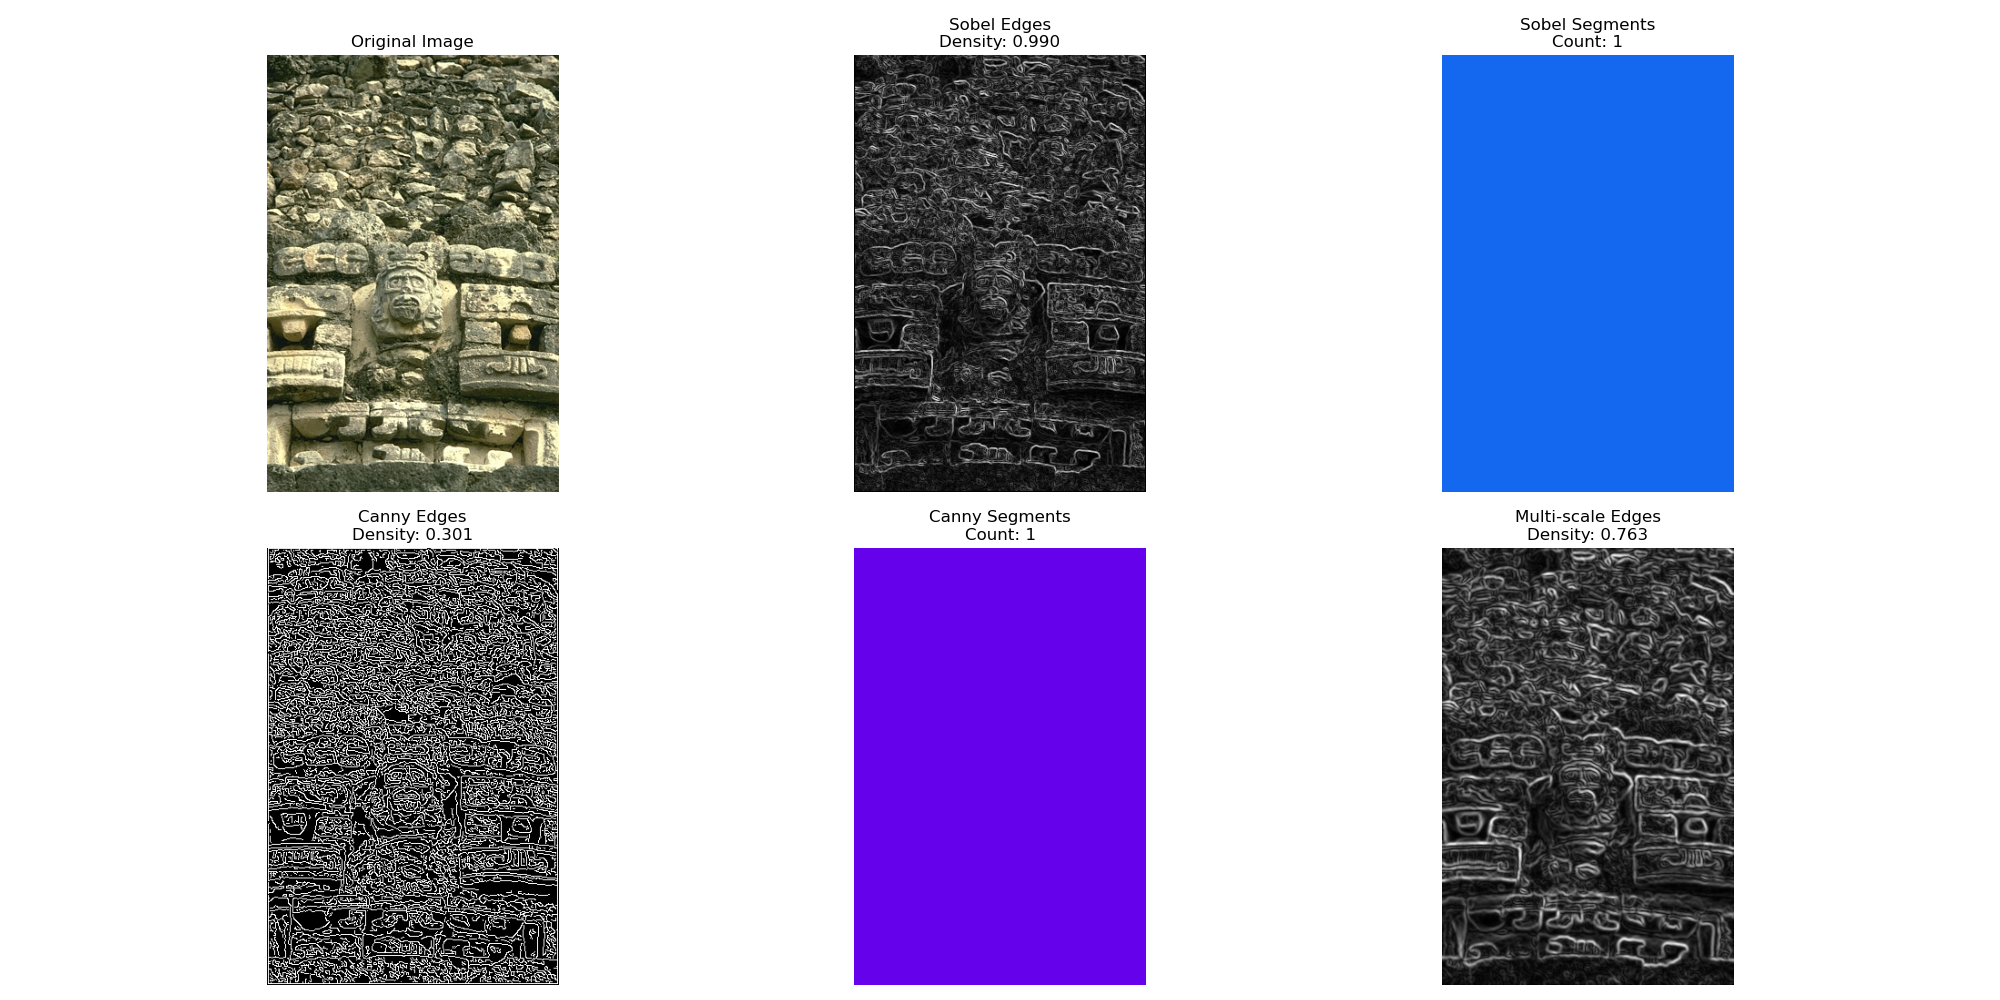 Original Image
Sobel Edges
Density: 0.990
Sobel Segments
Count: 1
Canny Edges
Density: 0.301
Canny Segments
Count: 1
Multi-scale Edges
Density: 0.763